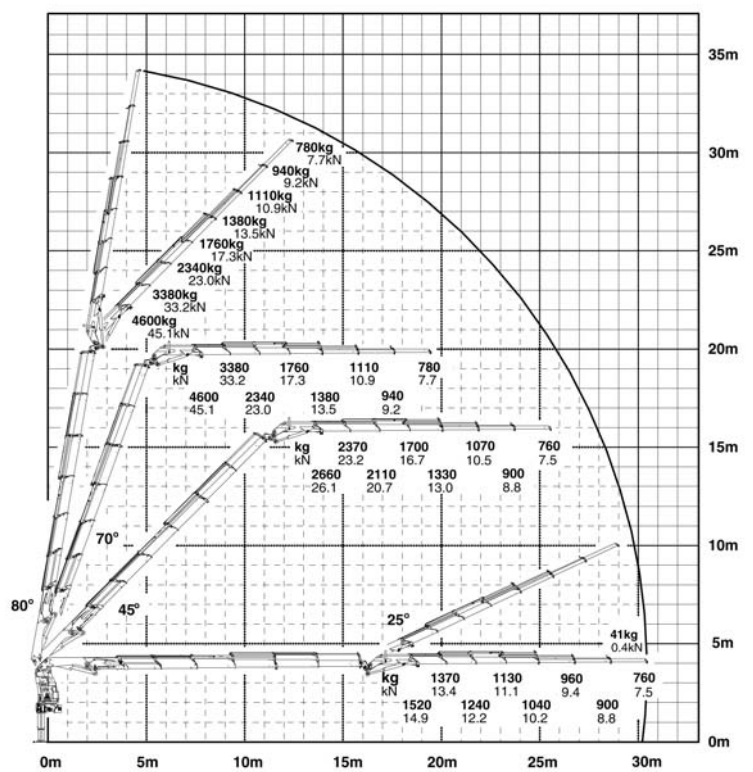 35m
780kg
7.7kN
30m
940kg
9.2kN
1110kg
10.9kN
1380kg
13.5kN
1760kg
17.3kN
25m
2340kg
23.0kN
3380kg
33.2kN
4600kg
45.1kN
20m
kg 3380 1760 1110 780
kN 33.2 17.3 10.9 7.7
4600 2340 1380 940
45.1 23.0 13.5 9.2
kg 2370 1700 1070 760
kN 23.2 16.7 10.5 7.5
15m
2660 2110 1330 900
26.1 20.7 13.0 8.8
70°
10m
80°
45°
25°
41kg
0.4kN
5m
kg 1370 1130 960 760
kN 13.4 11.1 9.4 7.5
1520 1240 1040 900
14.9 12.2 10.2 8.8
0m
0m 5m 10m 15m 20m 25m 30m